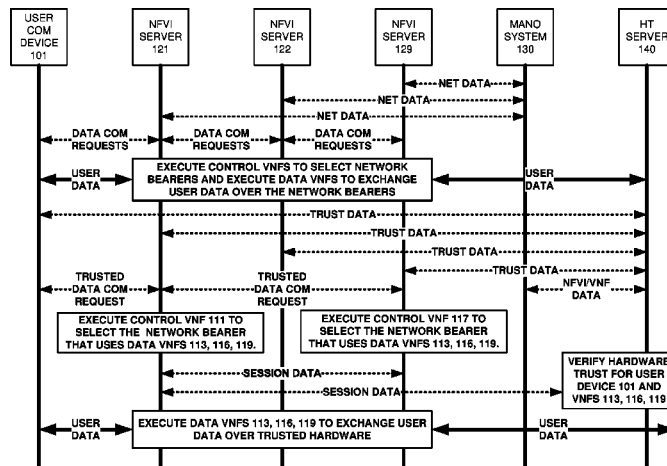 USER
COM
DEVICE
101
NFVI
SERVER
121
NFVI
SERVER
122
NFVI
SERVER
129
MANO
SYSTEM
130
HT
SERVER
140
NET DATA
NET DATA
NET DATA
DATA COM
REQUESTS
DATA COM
REQUESTS
DATA COM
REQUESTS
EXECUTE CONTROL VNFS TO SELECT NETWORK
BEARERS AND EXECUTE DATA VNFS TO EXCHANGE
USER DATA OVER THE NETWORK BEARERS
USER
DATA
USER
DATA
TRUST DATA
TRUST DATA
TRUST DATA
TRUST DATA
TRUSTED
DATA COM
REQUEST
TRUSTED
DATA COM
REQUEST
NFVI/VNF
DATA
EXECUTE CONTROL VNF 111 TO
SELECT THE NETWORK BEARER
THAT USES DATA VNFS 113, 116, 119.
EXECUTE CONTROL VNF 117 TO
SELECT THE NETWORK BEARER
THAT USES DATA VNFS 113, 116, 119.
VERIFY HARDWARE
TRUST FOR USER
DEVICE 101 AND
VNFS 113, 116, 119
SESSION DATA
SESSION DATA
USER
DATA
EXECUTE DATA VNFS 113, 116, 119 TO EXCHANGE USER
DATA OVER TRUSTED HARDWARE
USER
DATA